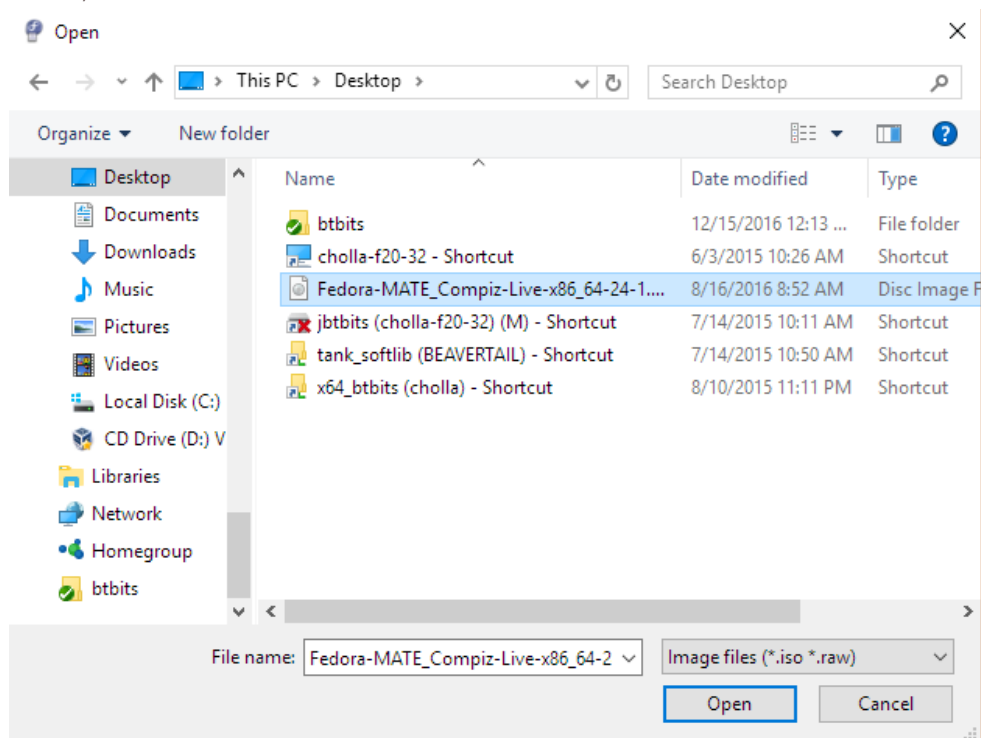 Open
This PC > Desktop >
Search Desktop
Organize
New folder
Desktop
Documents
Downloads
Music
Pictures
Videos
Local Disk (C:)
CD Drive (D:) V
Libraries
Network
Homegroup
btbits
Name Date modified Type
btbits 12/15/2016 12:13 ... File folder
cholla-f20-32 - Shortcut 6/3/2015 10:26 AM Shortcut
Fedora-MATE_Compiz-Live-x86_64-24-1.... 8/16/2016 8:52 AM Disc Image F
jbtbits (cholla-f20-32) (M) - Shortcut 7/14/2015 10:11 AM Shortcut
tank_softlib (BEAVERTAIL) - Shortcut 7/14/2015 10:50 AM Shortcut
x64_btbits (cholla) - Shortcut 8/10/2015 11:11 PM Shortcut
File name: Fedora-MATE_Compiz-Live-x86_64-2
Image files (*.iso *.raw)
Open
Cancel